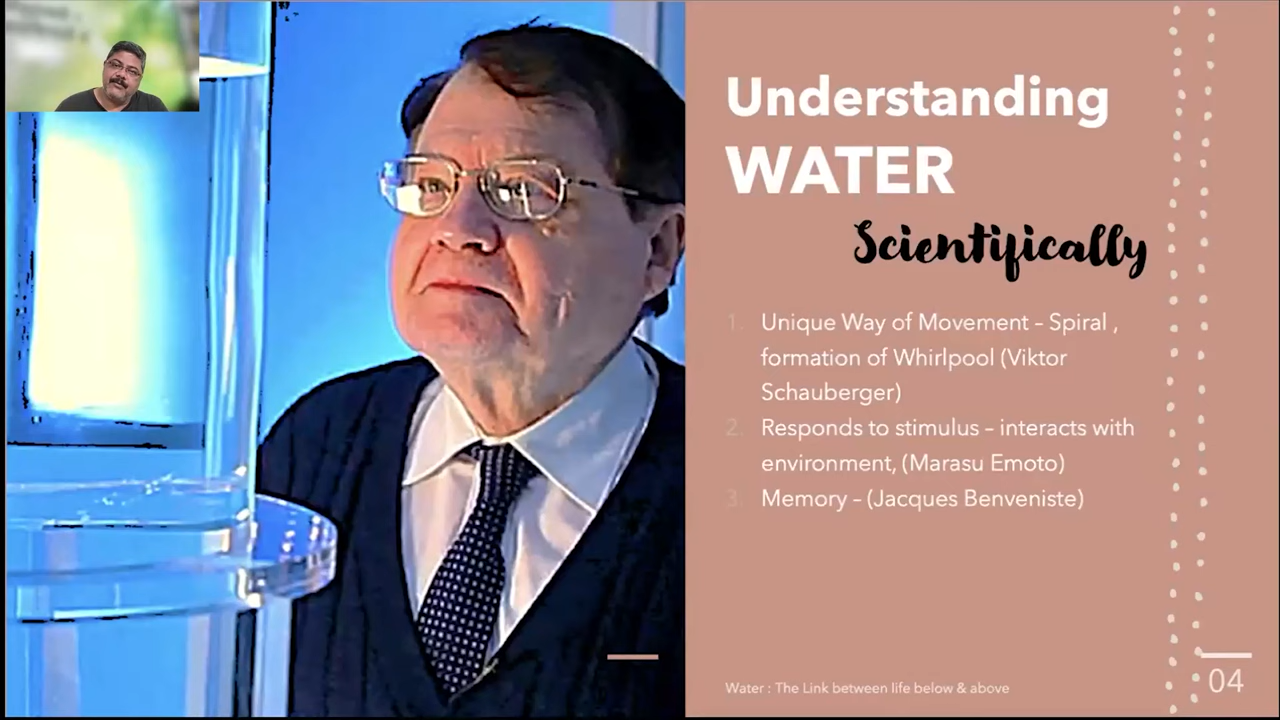 Understanding
WATER
Scientifically
1. Unique Way of Movement – Spiral ,
formation of Whirlpool (Viktor
Schauberger)
2. Responds to stimulus – interacts with
environment, (Marasu Emoto)
3. Memory – (Jacques Benveniste)
Water : The Link between life below & above
04